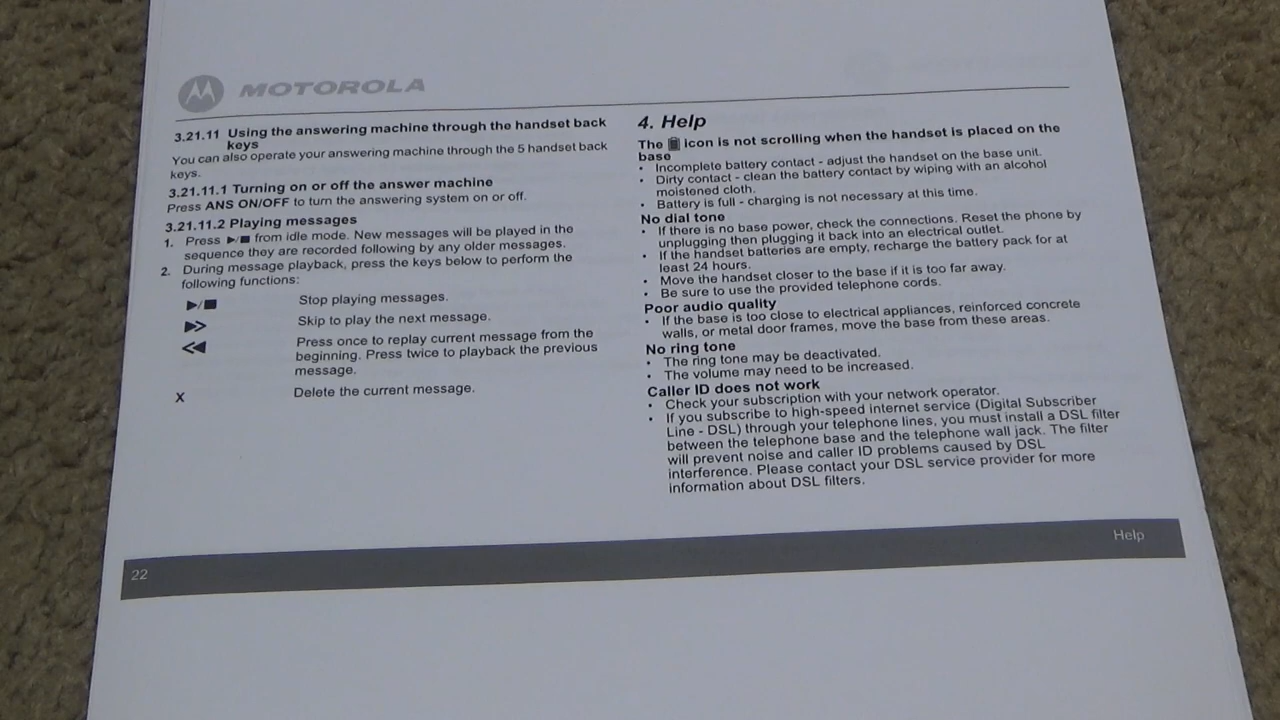 MOTOROLA
3.21.11 Using the answering machine through the handset back
keys
You can also operate your answering machine through the 5 handset back
keys.
3.21.11.1 Turning on or off the answer machine
Press ANS ON/OFF to turn the answering system on or off.
3.21.11.2 Playing messages
1. Press ▶/■ from idle mode. New messages will be played in the
sequence they are recorded following by any older messages.
2. During message playback, press the keys below to perform the
following functions:
▶/■ Stop playing messages.
Skip to play the next message.
Press once to replay current message from the
beginning. Press twice to playback the previous
message.
X Delete the current message.
4. Help
The icon is not scrolling when the handset is placed on the
base
• Incomplete battery contact - adjust the handset on the base unit.
• Dirty contact - clean the battery contact by wiping with an alcohol
moistened cloth.
• Battery is full - charging is not necessary at this time.
No dial tone
• If there is no base power, check the connections. Reset the phone by
unplugging then plugging it back into an electrical outlet.
• If the handset batteries are empty, recharge the battery pack for at
least 24 hours.
• Move the handset closer to the base if it is too far away.
• Be sure to use the provided telephone cords.
Poor audio quality
• If the base is too close to electrical appliances, reinforced concrete
walls, or metal door frames, move the base from these areas.
No ring tone
• The ring tone may be deactivated.
• The volume may need to be increased.
Caller ID does not work
• Check your subscription with your network operator.
• If you subscribe to high-speed internet service (Digital Subscriber
Line - DSL) through your telephone lines, you must install a DSL filter
between the telephone base and the telephone wall jack. The filter
will prevent noise and caller ID problems caused by DSL
interference. Please contact your DSL service provider for more
information about DSL filters.
22
Help